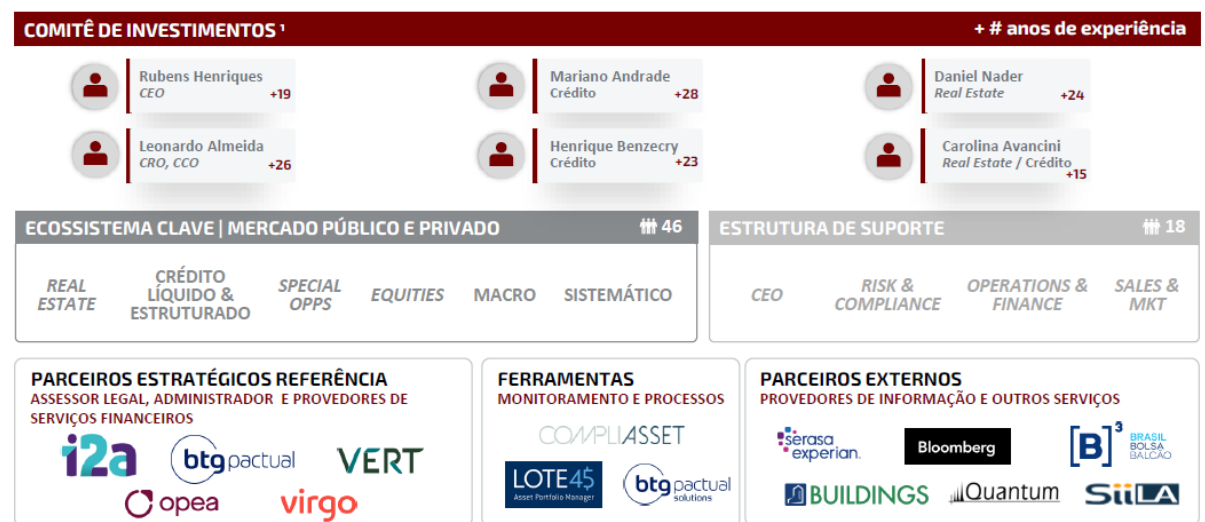 COMITÊ DE INVESTIMENTOS ¹
+ # anos de experiência
Rubens Henriques
CEO
+19
Mariano Andrade
Crédito
+28
Daniel Nader
Real Estate
+24
Leonardo Almeida
CRO, CCO
+26
Henrique Benzecry
Crédito
+23
Carolina Avancini
Real Estate / Crédito
+15
ECOSSISTEMA CLAVE | MERCADO PÚBLICO E PRIVADO
46
REAL
ESTATE
CRÉDITO
LÍQUIDO &
ESTRUTURADO
SPECIAL
OPPS
EQUITIES
MACRO
SISTEMÁTICO
ESTRUTURA DE SUPORTE
18
CEO
RISK &
COMPLIANCE
OPERATIONS &
FINANCE
SALES &
MKT
PARCEIROS ESTRATÉGICOS REFERÊNCIA
ASSESSOR LEGAL, ADMINISTRADOR E PROVEDORES DE
SERVIÇOS FINANCEIROS
i2a
btgpactual
VERT
opea
virgo
FERRAMENTAS
MONITORAMENTO E PROCESSOS
COMPLIASSET
LOTE45
Asset Portfolio Manager
btgpactual
solutions
PARCEIROS EXTERNOS
PROVEDORES DE INFORMAÇÃO E OUTROS SERVIÇOS
serasa
experian.
Bloomberg
[B]³
BRASIL
BOLSA
BALCÃO
BUILDINGS
Quantum
SiiLA